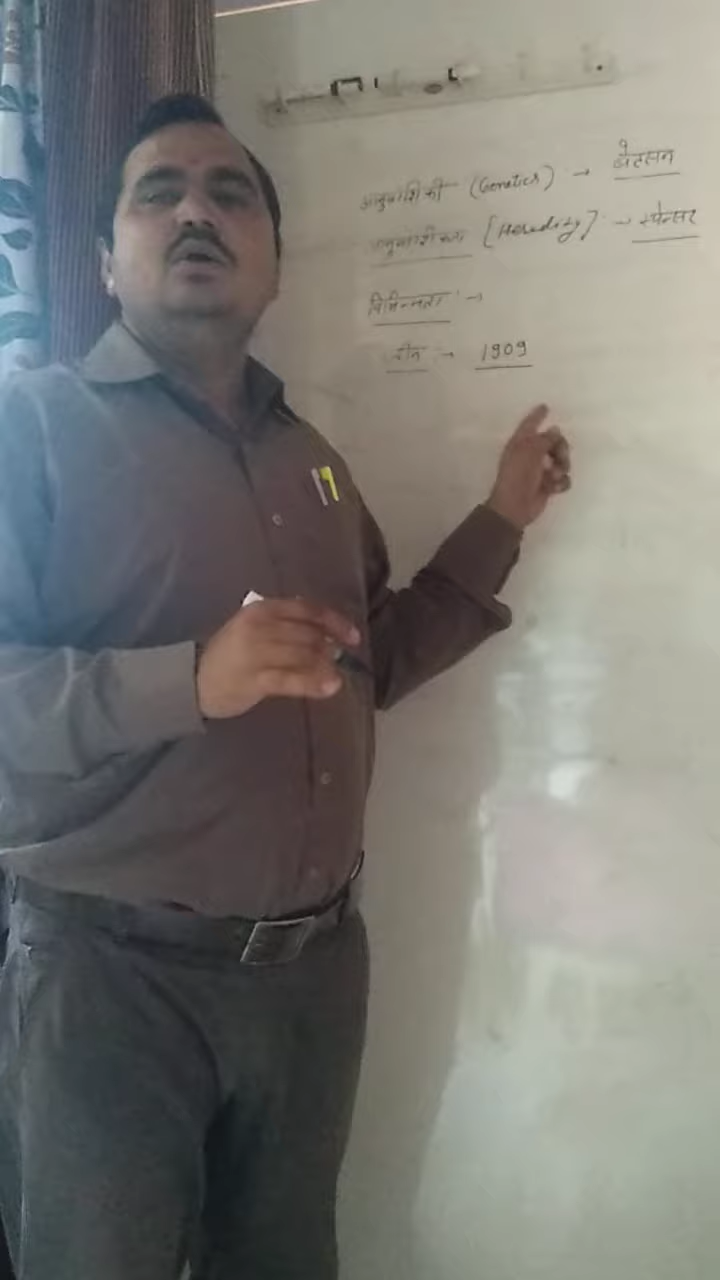 आनुवांशिकी (Genetics) → बेटसन
आनुवांशिकता [Heredity] → स्पेन्सर
विभिन्नता :→
जीन :→ 1909